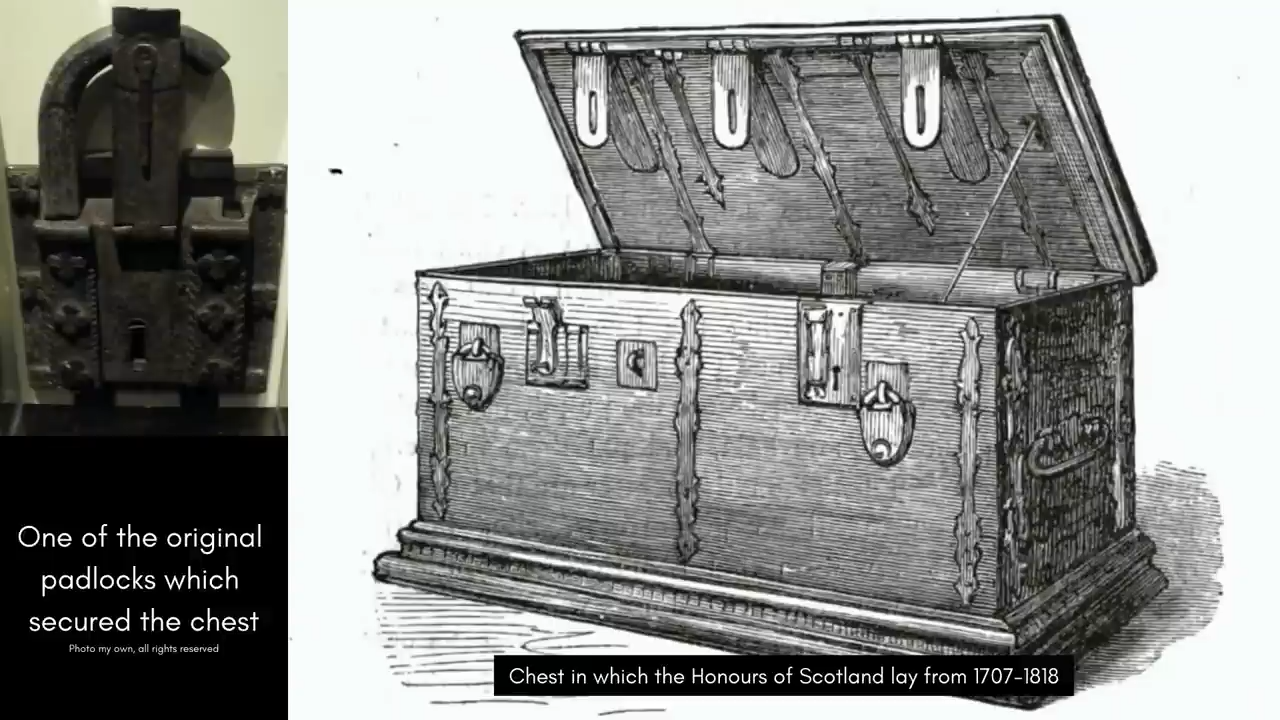 One of the original
padlocks which
secured the chest
Photo my own, all rights reserved
Chest in which the Honours of Scotland lay from 1707-1818